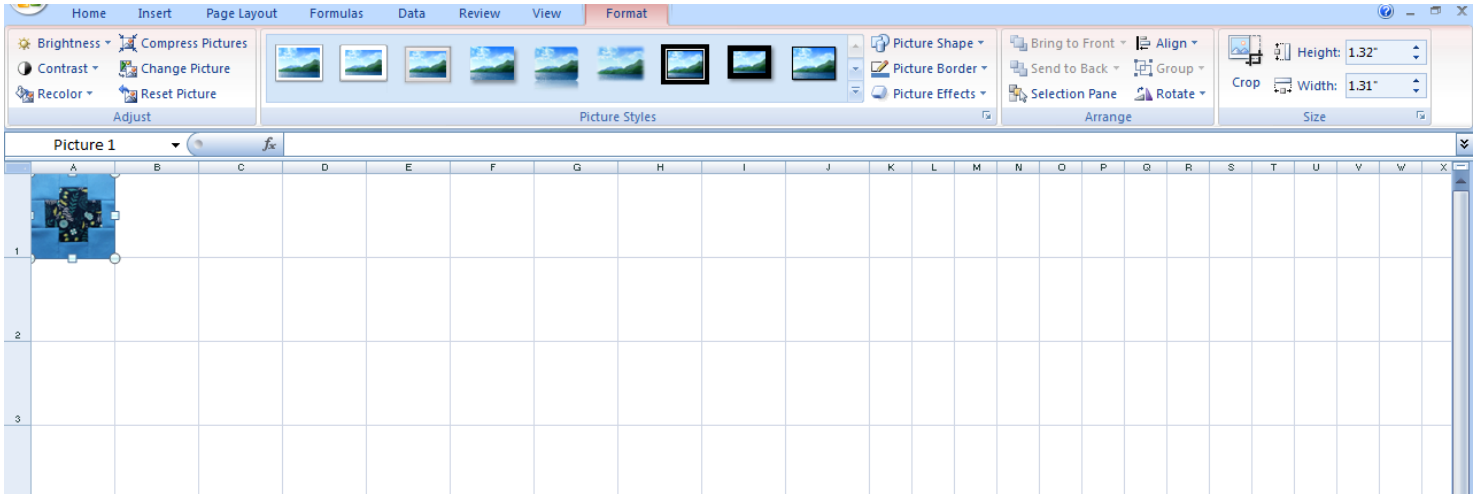 Home Insert Page Layout Formulas Data Review View Format
Brightness Compress Pictures Picture Shape Bring to Front Align Height: 1.32"
Contrast Change Picture Picture Border Send to Back Group Crop Width: 1.31"
Recolor Reset Picture Picture Effects Selection Pane Rotate
Adjust Picture Styles Arrange Size
Picture 1 fx
A B C D E F G H I J K L M N O P Q R S T U V W X
1
2
3